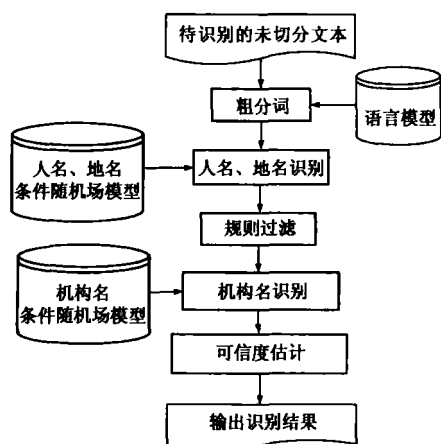 待识别的未切分文本
粗分词
语言模型
人名、地名
条件随机场模型
人名、地名识别
规则过滤
机构名
条件随机场模型
机构名识别
可信度估计
输出识别结果